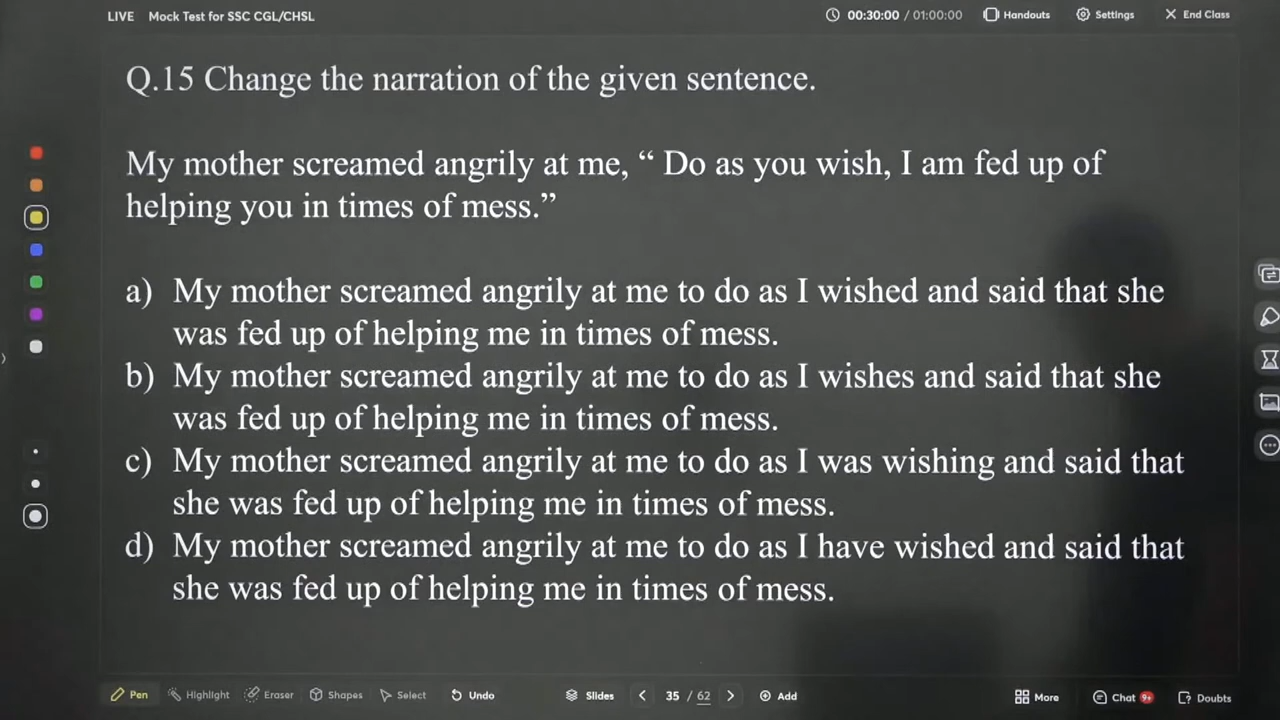 LIVE Mock Test for SSC CGL/CHSL 00:30:00 / 01:00:00 Handouts Settings End Class
Q.15 Change the narration of the given sentence.
My mother screamed angrily at me, “ Do as you wish, I am fed up of
helping you in times of mess.”
a) My mother screamed angrily at me to do as I wished and said that she
was fed up of helping me in times of mess.
b) My mother screamed angrily at me to do as I wishes and said that she
was fed up of helping me in times of mess.
c) My mother screamed angrily at me to do as I was wishing and said that
she was fed up of helping me in times of mess.
d) My mother screamed angrily at me to do as I have wished and said that
she was fed up of helping me in times of mess.
Pen Highlight Eraser Shapes Select Undo Slides 35 / 62 Add More Chat 9+ Doubts